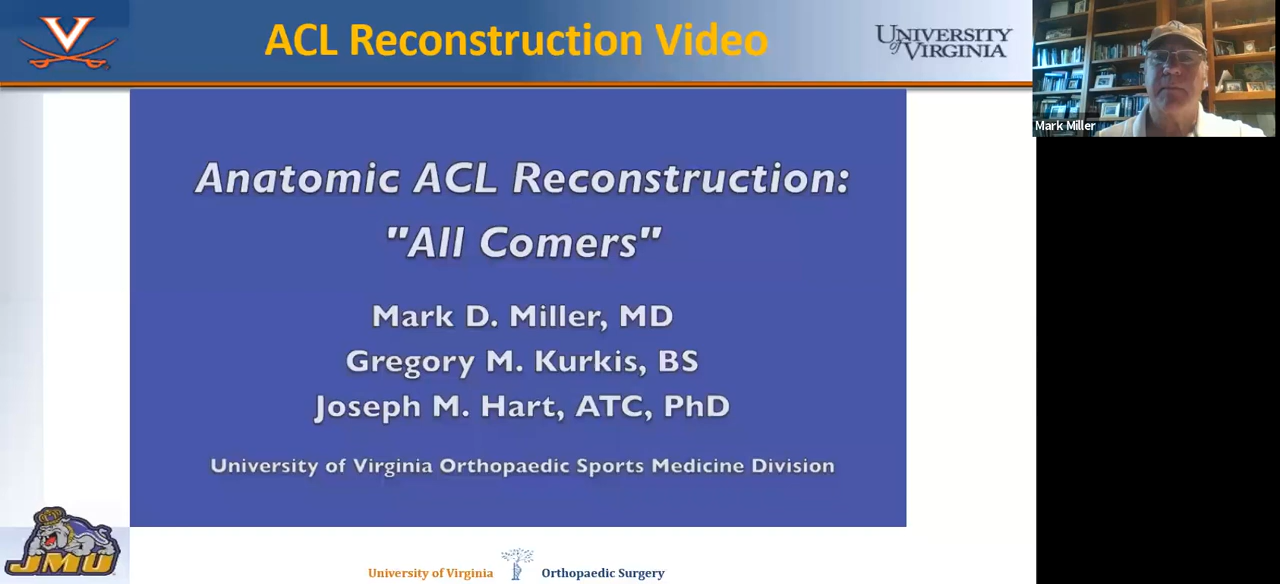 ACL Reconstruction Video
UNIVERSITY
of VIRGINIA
Mark Miller
Anatomic ACL Reconstruction:
"All Comers"
Mark D. Miller, MD
Gregory M. Kurkis, BS
Joseph M. Hart, ATC, PhD
University of Virginia Orthopaedic Sports Medicine Division
JMU
University of Virginia Orthopaedic Surgery